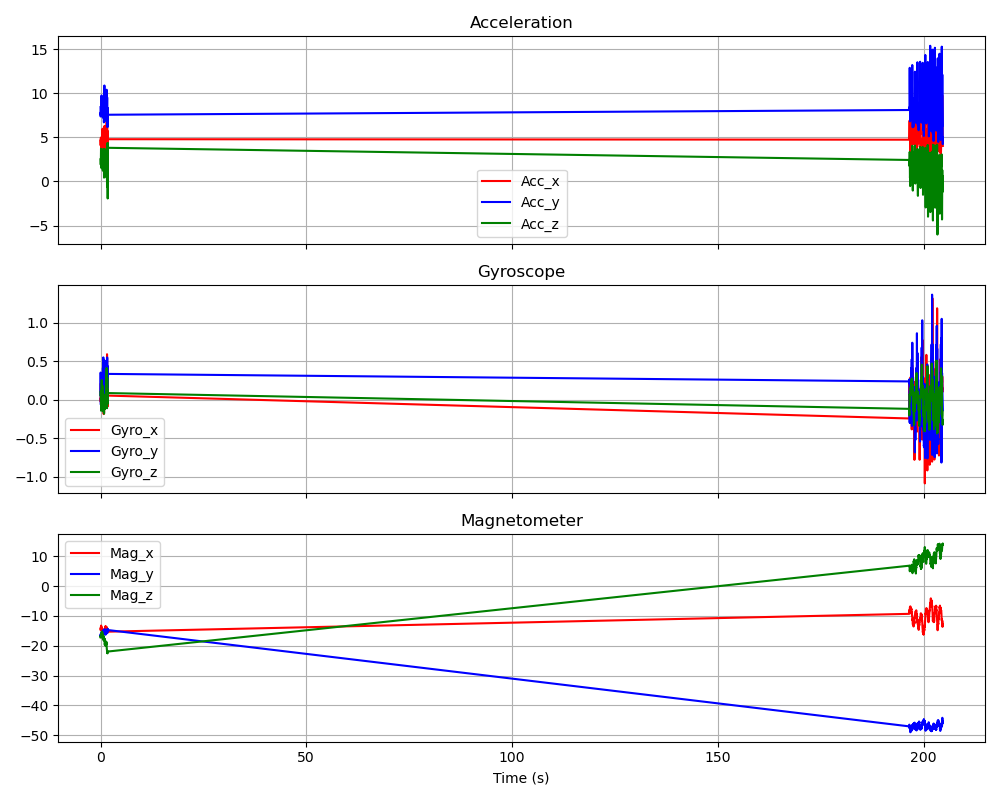 Acceleration
15
10
5
0
−5
Acc_x
Acc_y
Acc_z
Gyroscope
1.0
0.5
0.0
−0.5
−1.0
Gyro_x
Gyro_y
Gyro_z
Magnetometer
10
0
−10
−20
−30
−40
−50
Mag_x
Mag_y
Mag_z
0 50 100 150 200
Time (s)